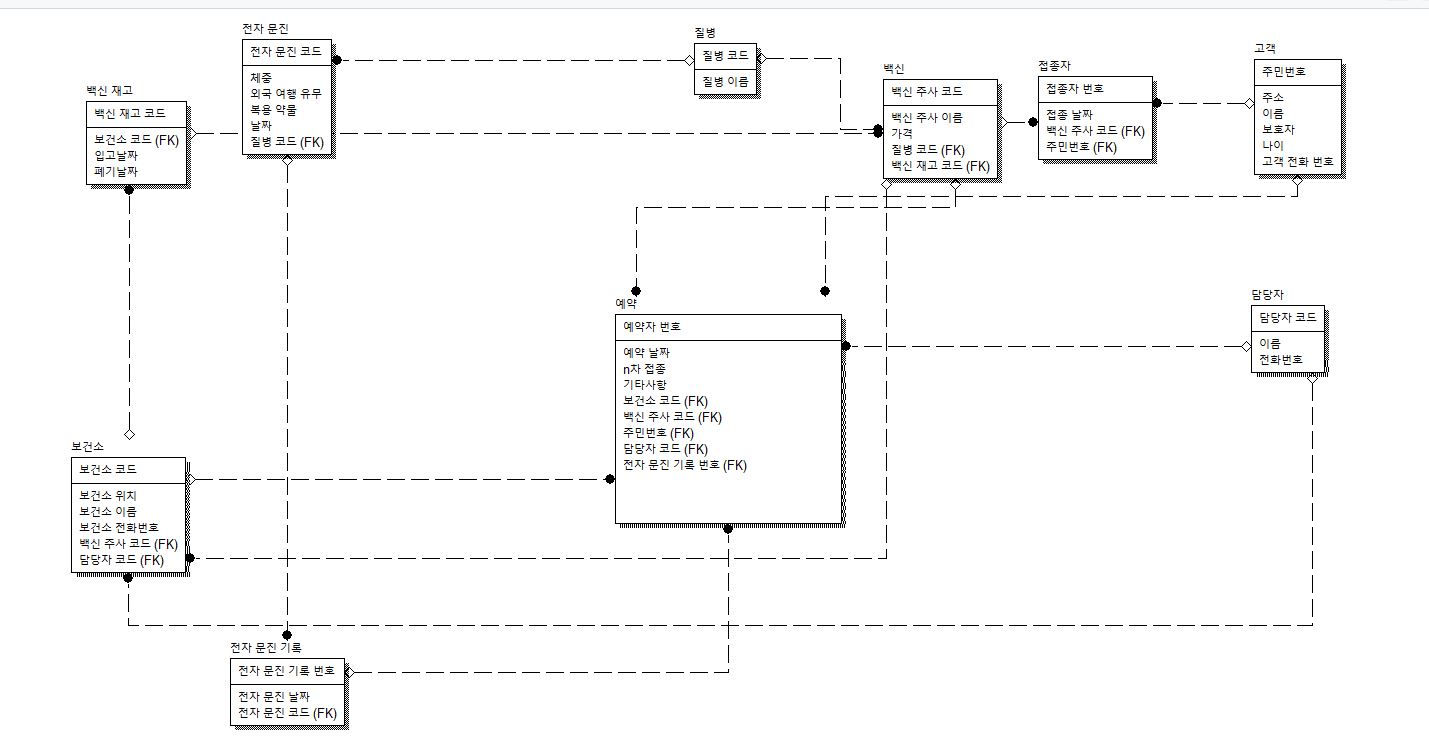 전자 문진
전자 문진 코드
체중
외국 여행 유무
복용 약물
날짜
질병 코드 (FK)
질병
질병 코드
질병 이름
고객
주민번호
주소
이름
보호자
나이
고객 전화 번호
백신
백신 주사 코드
백신 주사 이름
가격
질병 코드 (FK)
백신 재고 코드 (FK)
접종자
접종자 번호
접종 날짜
백신 주사 코드 (FK)
주민번호 (FK)
백신 재고
백신 재고 코드
보건소 코드 (FK)
입고날짜
폐기날짜
예약
예약자 번호
예약 날짜
n차 접종
기타사항
보건소 코드 (FK)
백신 주사 코드 (FK)
주민번호 (FK)
담당자 코드 (FK)
전자 문진 기록 번호 (FK)
담당자
담당자 코드
이름
전화번호
보건소
보건소 코드
보건소 위치
보건소 이름
보건소 전화번호
백신 주사 코드 (FK)
담당자 코드 (FK)
전자 문진 기록
전자 문진 기록 번호
전자 문진 날짜
전자 문진 코드 (FK)